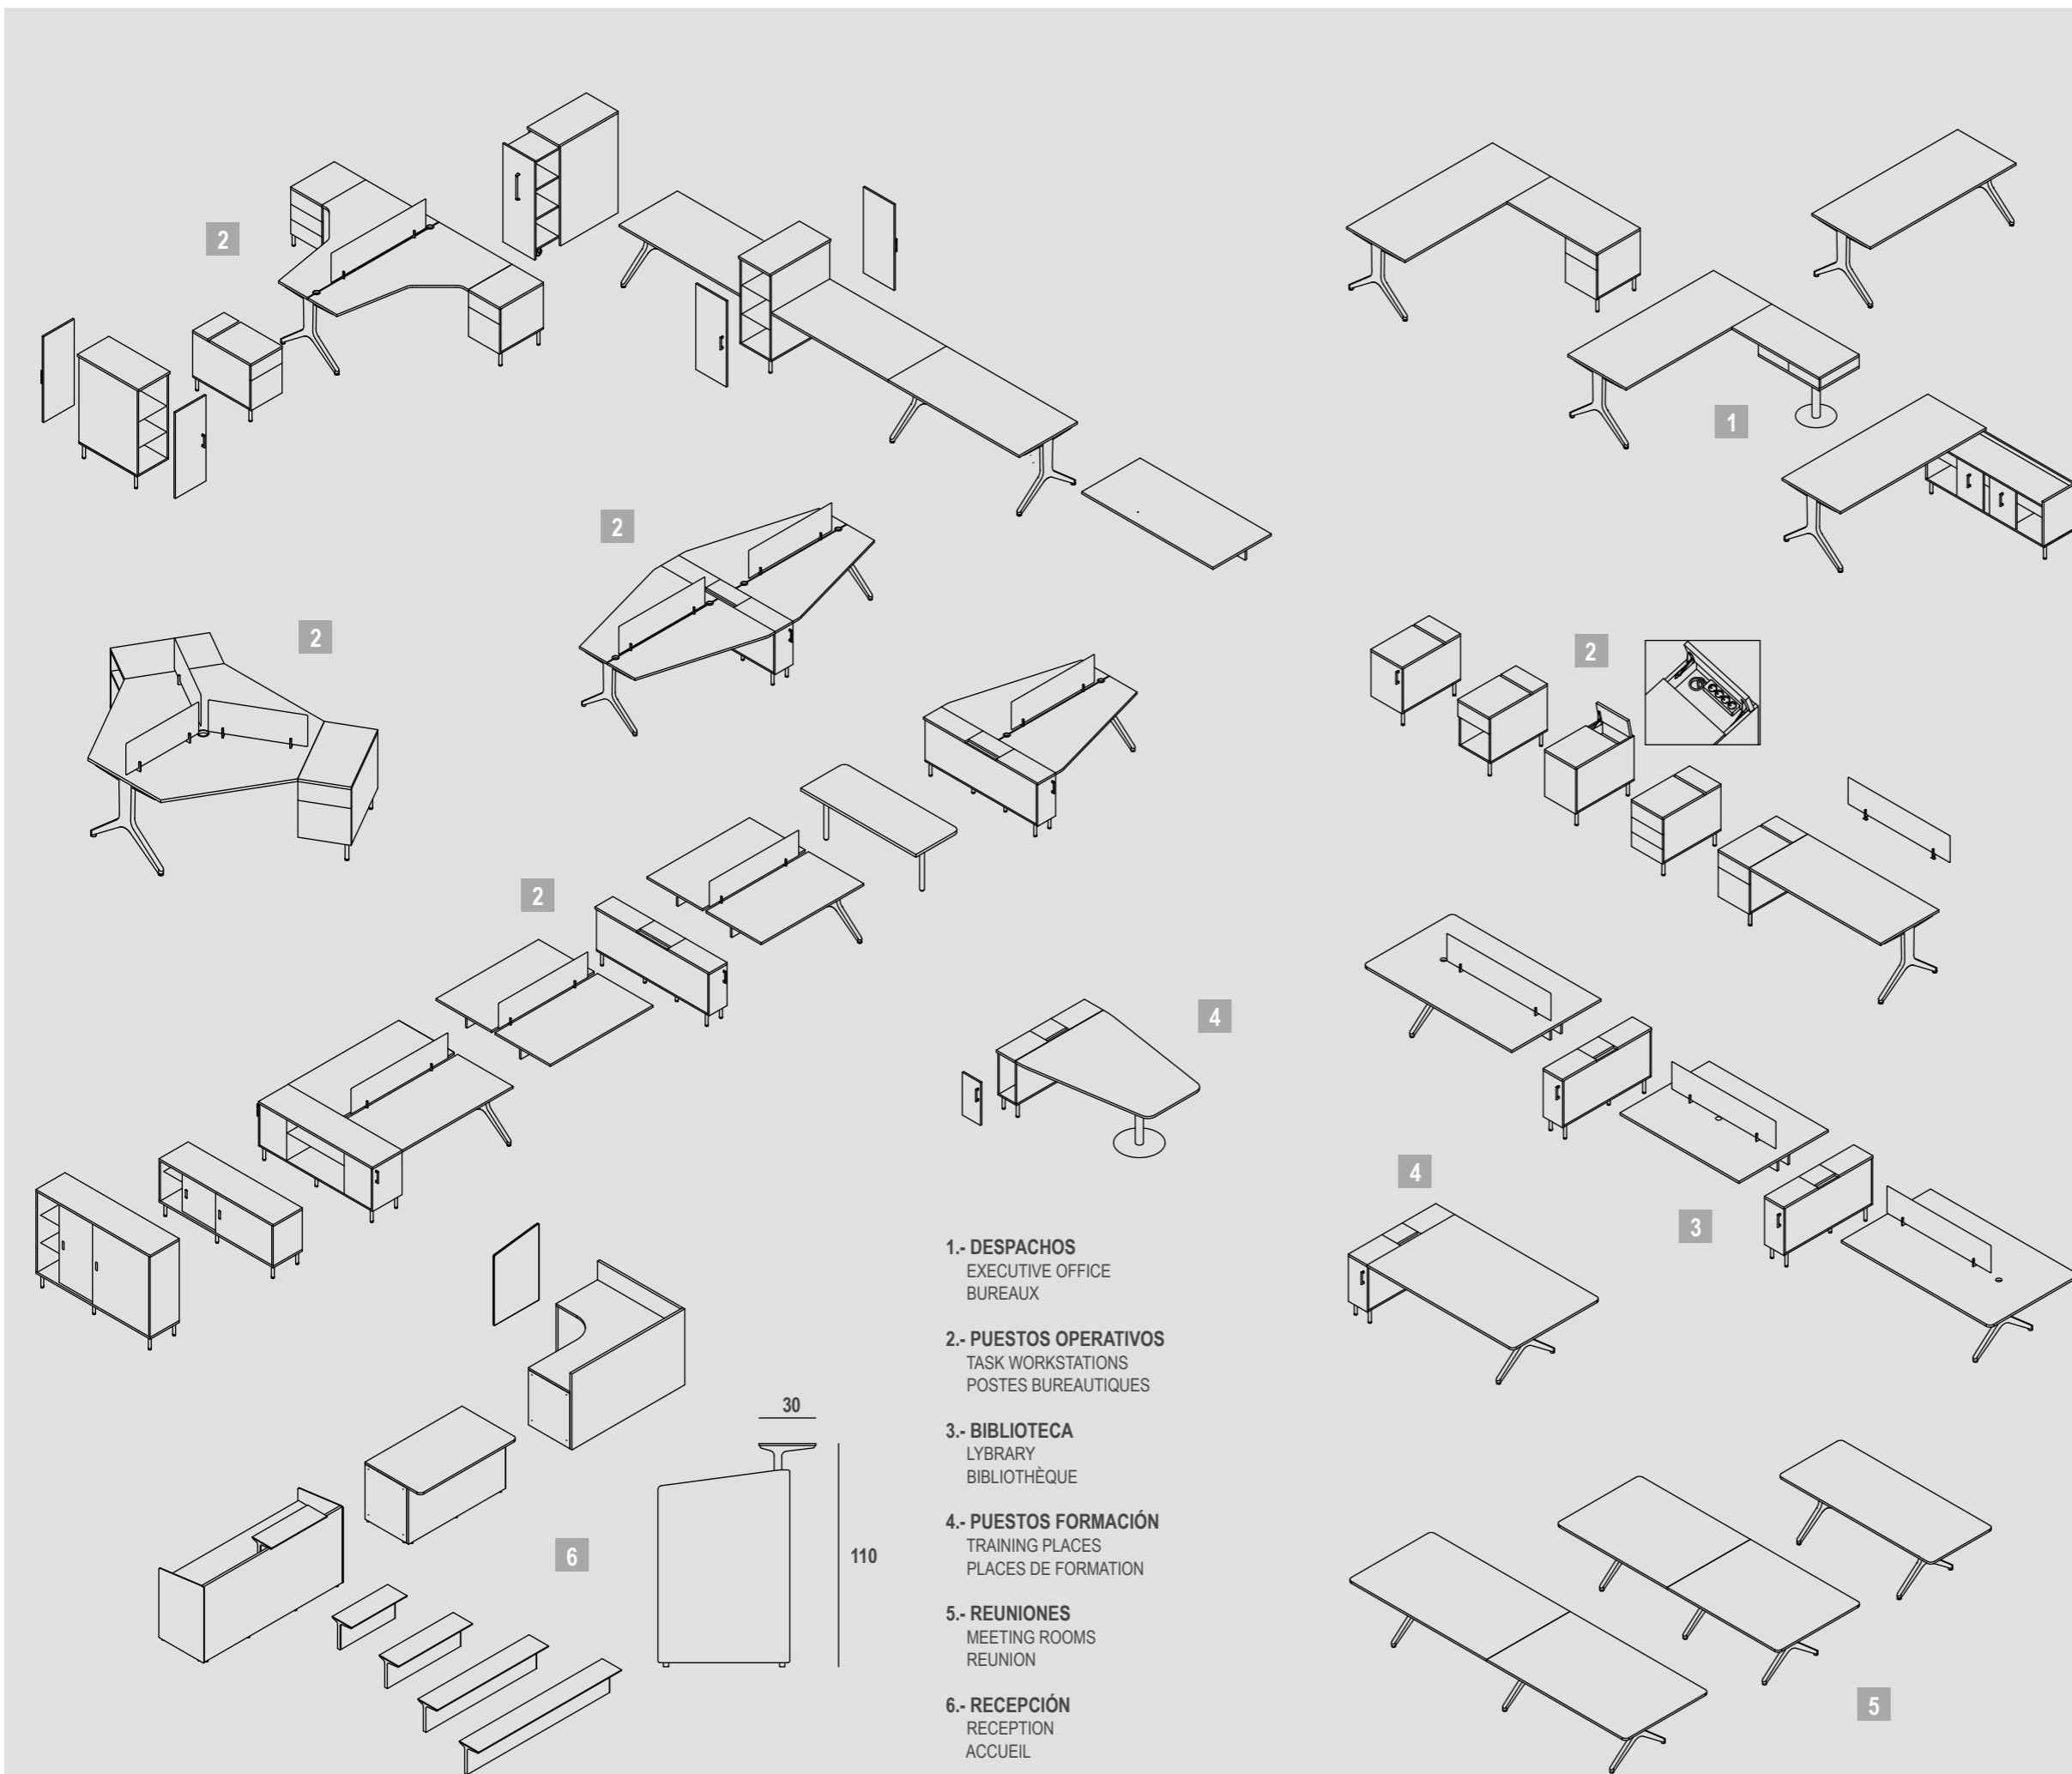 2
1
2
2
2
2
4
4
3
1.- DESPACHOS
EXECUTIVE OFFICE
BUREAUX
2.- PUESTOS OPERATIVOS
TASK WORKSTATIONS
POSTES BUREAUTIQUES
3.- BIBLIOTECA
LYBRARY
BIBLIOTHÈQUE
4.- PUESTOS FORMACIÓN
TRAINING PLACES
PLACES DE FORMATION
5.- REUNIONES
MEETING ROOMS
REUNION
6.- RECEPCIÓN
RECEPTION
ACCUEIL
30
110
6
5